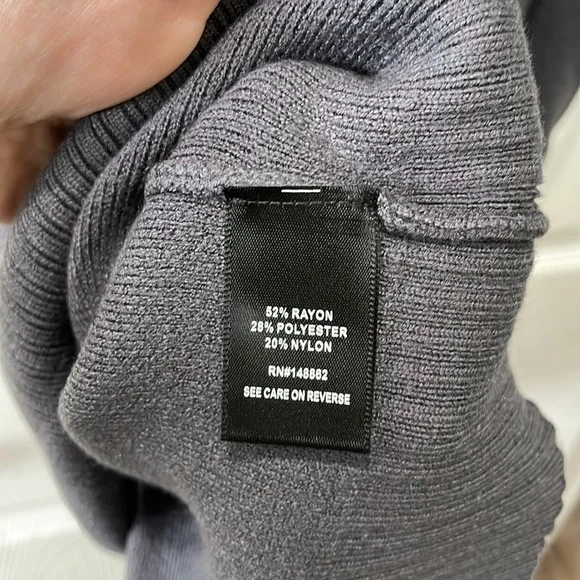 52% RAYON
28% POLYESTER
20% NYLON
RN#148862
SEE CARE ON REVERSE